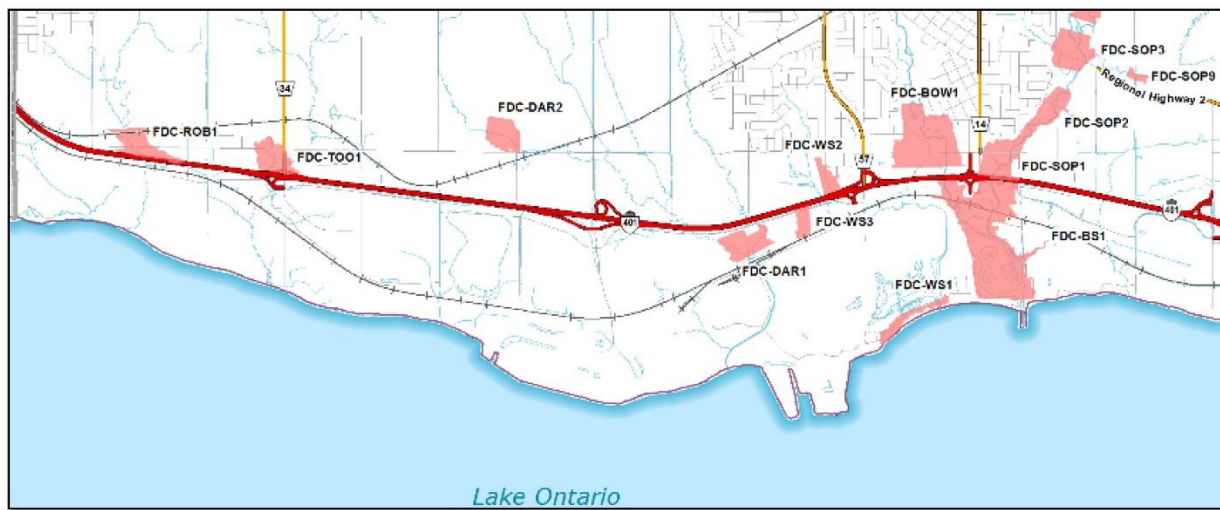 FDC-SOP3
FDC-SOP9
Regional Highway 2
34
FDC-DAR2
FDC-BOW1
FDC-SOP2
FDC-ROB1
14
FDC-TOO1
FDC-WS2
57
FDC-SOP1
401
401
FDC-WS3
FDC-BS1
FDC-DAR1
FDC-WS1
Lake Ontario